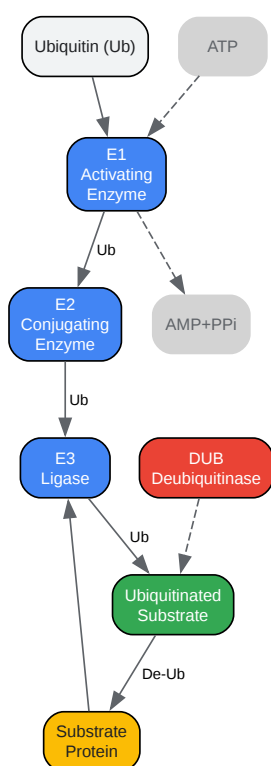 Ubiquitin (Ub)
ATP
E1
Activating
Enzyme
Ub
E2
Conjugating
Enzyme
AMP+PPi
Ub
E3
Ligase
DUB
Deubiquitinase
Ub
Ubiquitinated
Substrate
De-Ub
Substrate
Protein